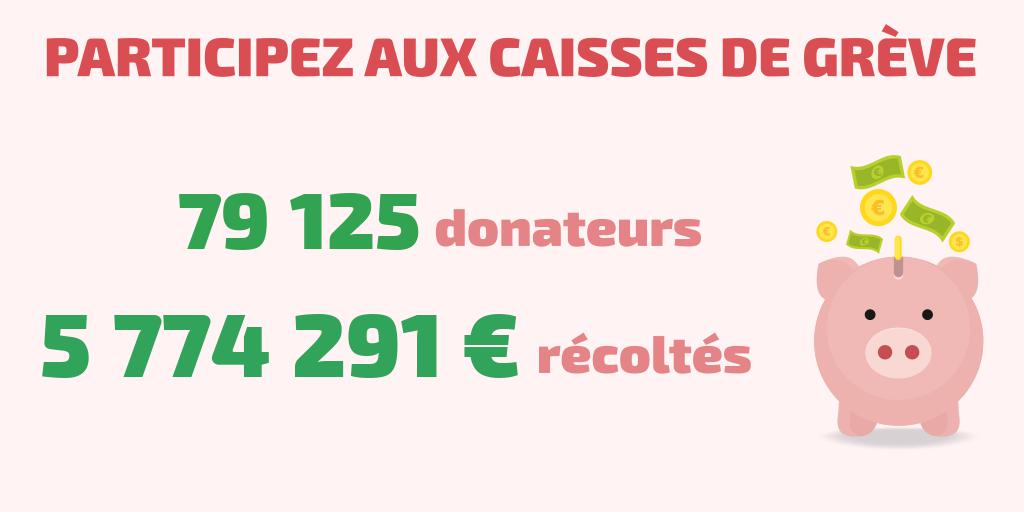 PARTICIPEZ AUX CAISSES DE GRÈVE
79 125 donateurs
5 774 291 € récoltés